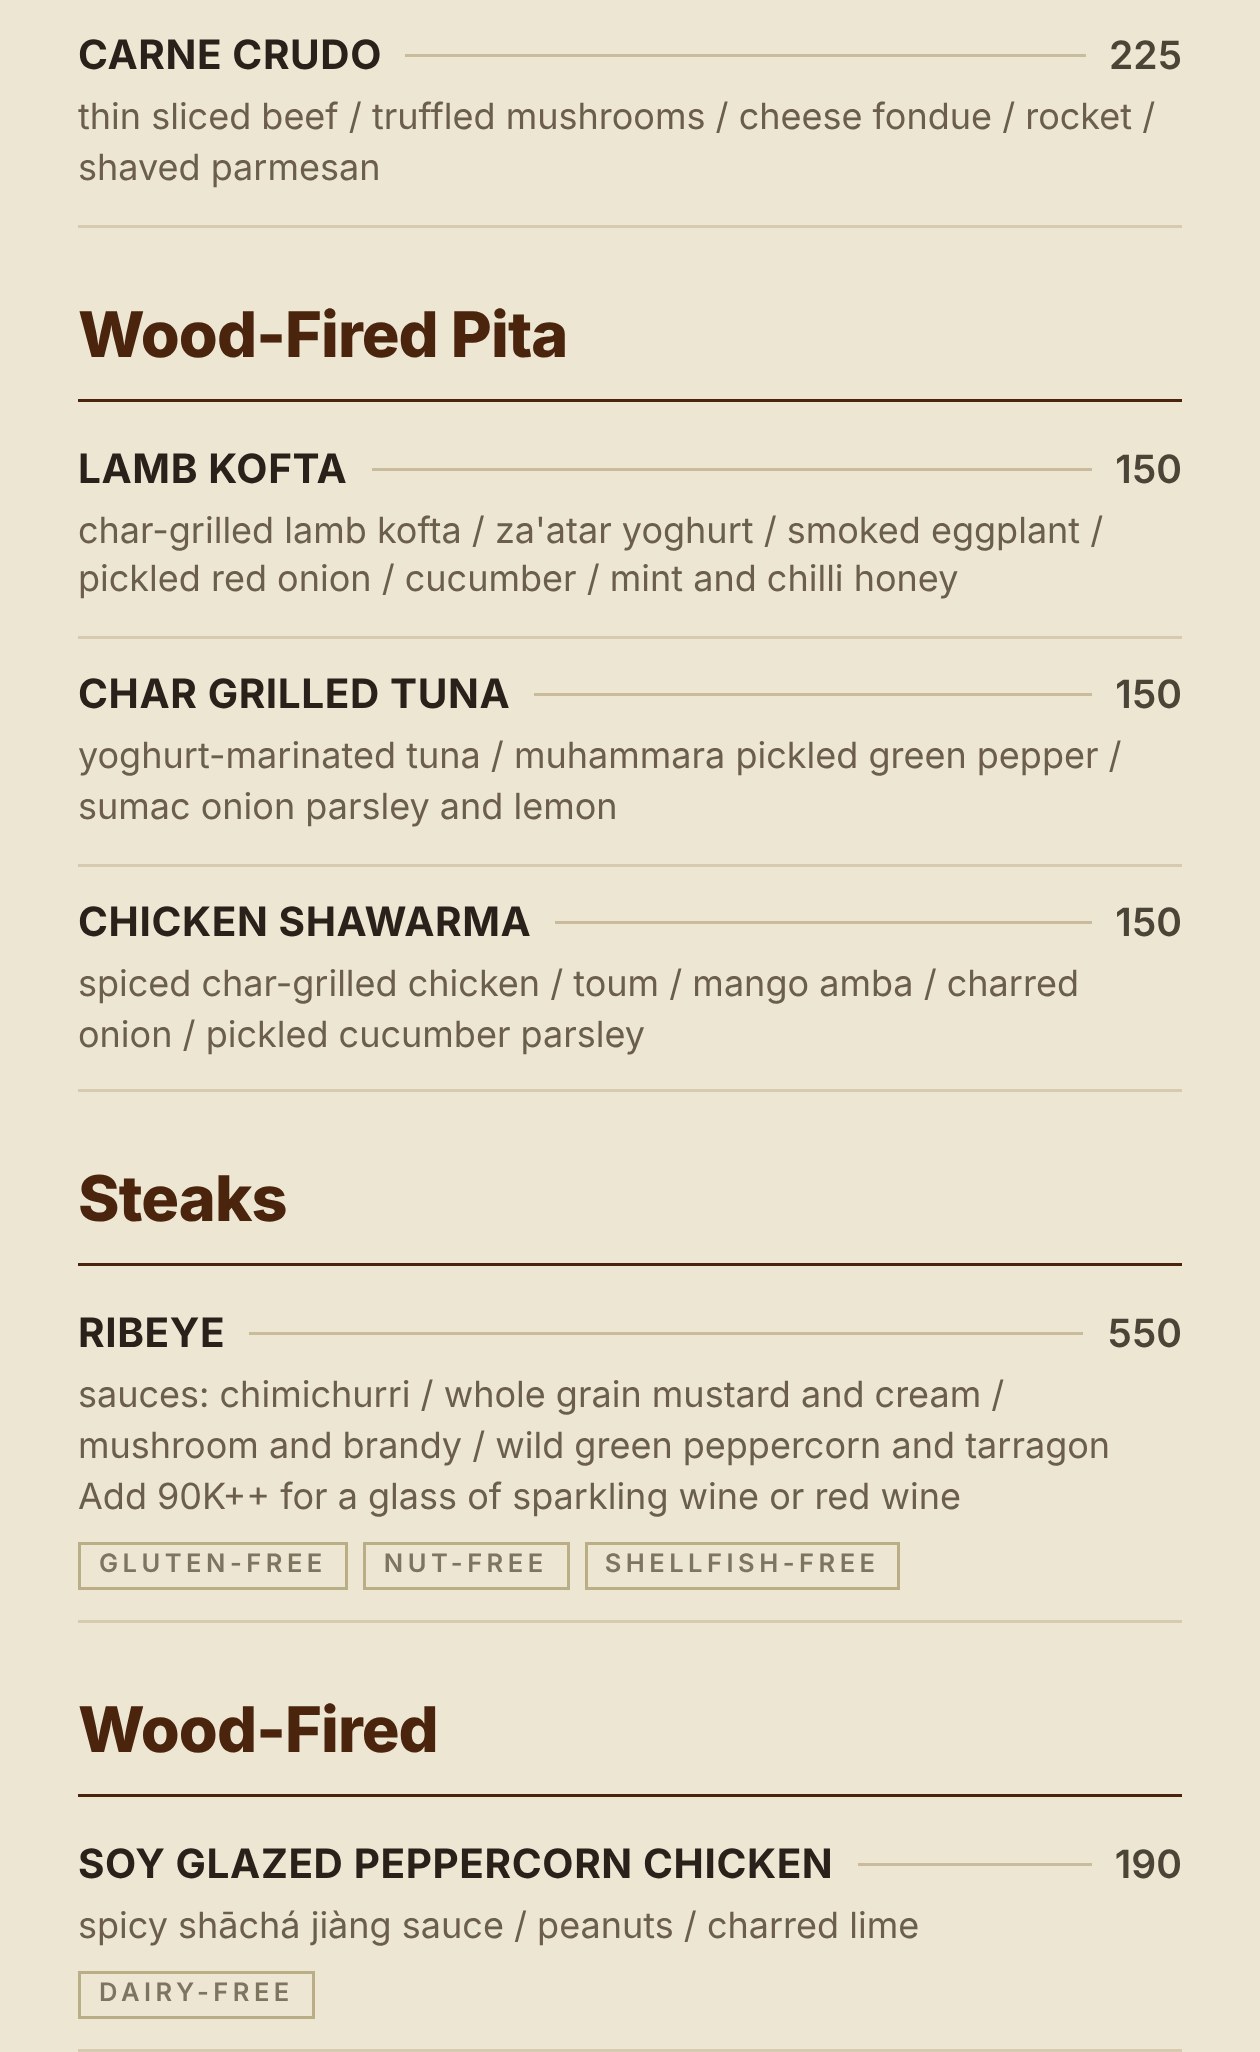 CARNE CRUDO 225
thin sliced beef / truffled mushrooms / cheese fondue / rocket /
shaved parmesan
Wood-Fired Pita
LAMB KOFTA 150
char-grilled lamb kofta / za'atar yoghurt / smoked eggplant /
pickled red onion / cucumber / mint and chilli honey
CHAR GRILLED TUNA 150
yoghurt-marinated tuna / muhammara pickled green pepper /
sumac onion parsley and lemon
CHICKEN SHAWARMA 150
spiced char-grilled chicken / toum / mango amba / charred
onion / pickled cucumber parsley
Steaks
RIBEYE 550
sauces: chimichurri / whole grain mustard and cream /
mushroom and brandy / wild green peppercorn and tarragon
Add 90K++ for a glass of sparkling wine or red wine
GLUTEN-FREE NUT-FREE SHELLFISH-FREE
Wood-Fired
SOY GLAZED PEPPERCORN CHICKEN 190
spicy shāchá jiàng sauce / peanuts / charred lime
DAIRY-FREE